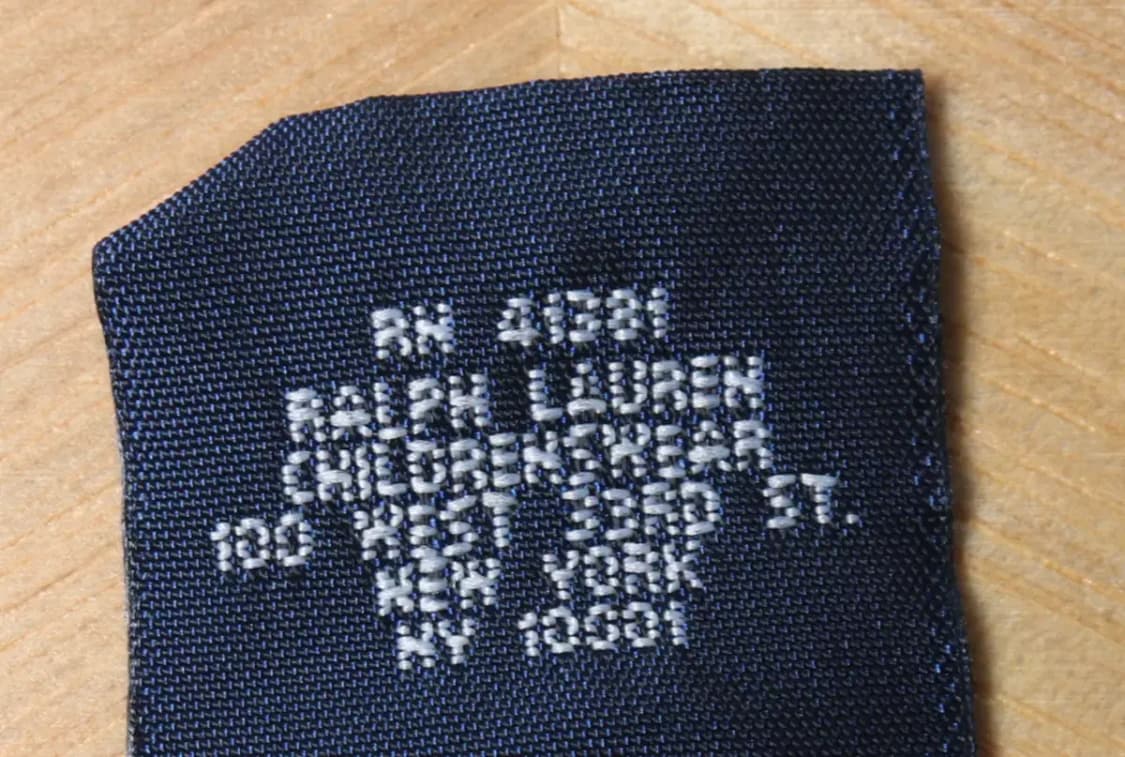 RN 41381
RALPH LAUREN
CHILDRENSWEAR
100 WEST 33RD ST.
NEW YORK
NY 10001